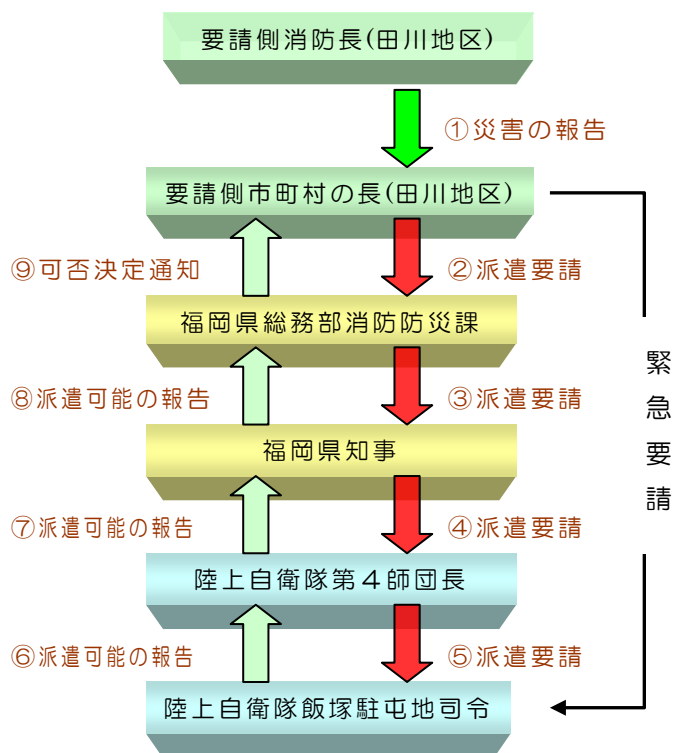 要請側消防長(田川地区)
①災害の報告
要請側市町村の長(田川地区)
⑨可否決定通知
②派遣要請
福岡県総務部消防防災課
⑧派遣可能の報告
③派遣要請
緊急要請
福岡県知事
⑦派遣可能の報告
④派遣要請
陸上自衛隊第4師団長
⑥派遣可能の報告
⑤派遣要請
陸上自衛隊飯塚駐屯地司令